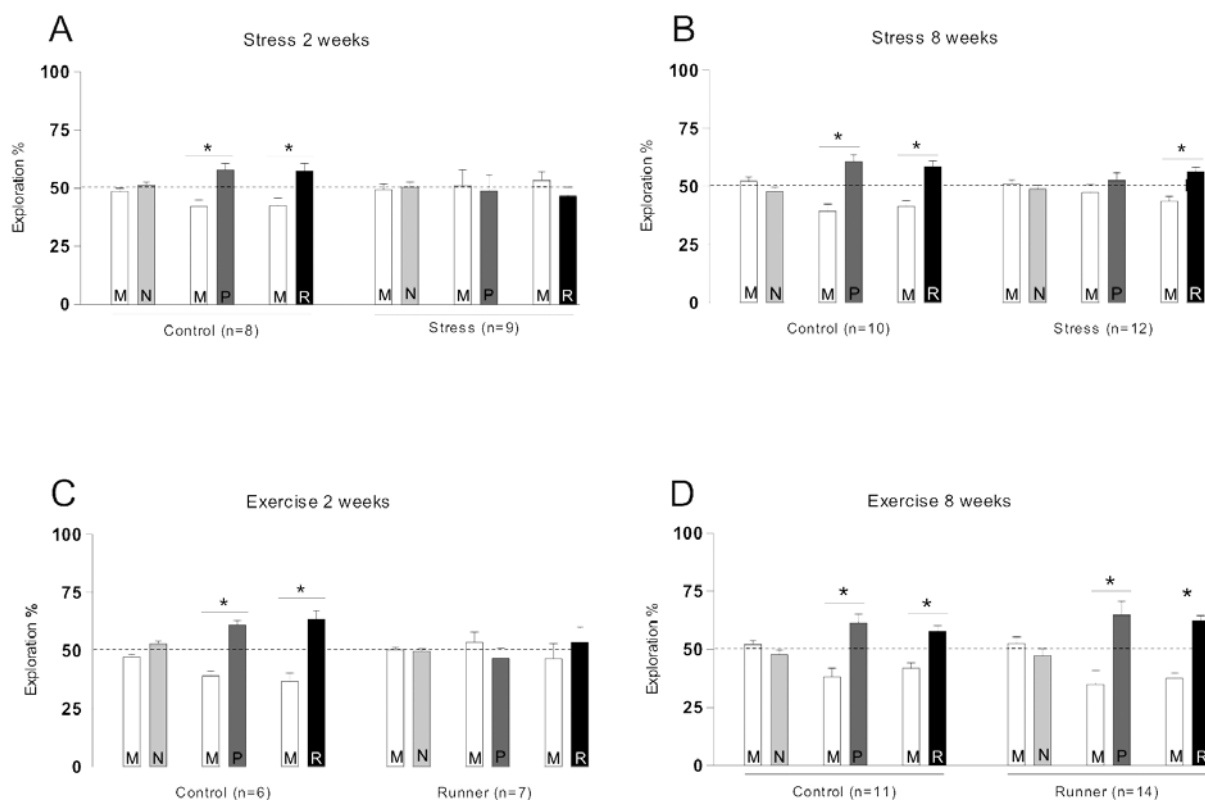 A
Stress 2 weeks
100
75
50
25
0
Exploration %
*
*
M N M P M R M N M P M R
Control (n=8) Stress (n=9)
B
Stress 8 weeks
100
75
50
25
0
Exploration %
*
*
*
M N M P M R M N M P M R
Control (n=10) Stress (n=12)
C
Exercise 2 weeks
100
75
50
25
0
Exploration %
*
*
M N M P M R M N M P M R
Control (n=6) Runner (n=7)
D
Exercise 8 weeks
100
75
50
25
0
Exploration %
*
*
*
*
M N M P M R M N M P M R
Control (n=11) Runner (n=14)